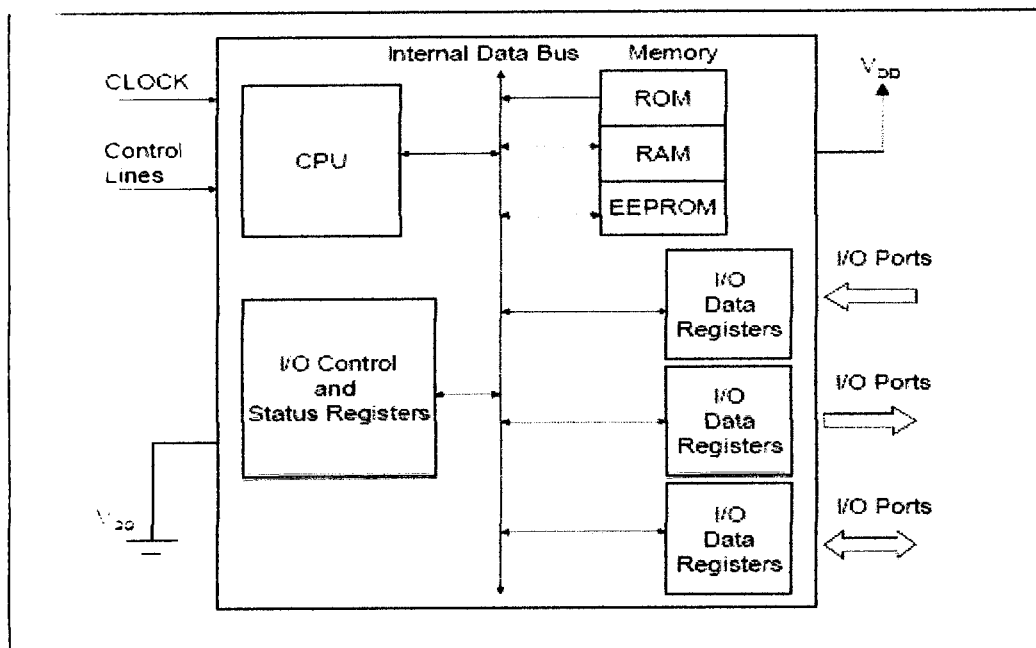 Internal Data Bus
Memory
CLOCK
Control
Lines
CPU
ROM
RAM
EEPROM
V_DD
I/O Control
and
Status Registers
I/O
Data
Registers
I/O Ports
I/O
Data
Registers
I/O Ports
I/O
Data
Registers
I/O Ports